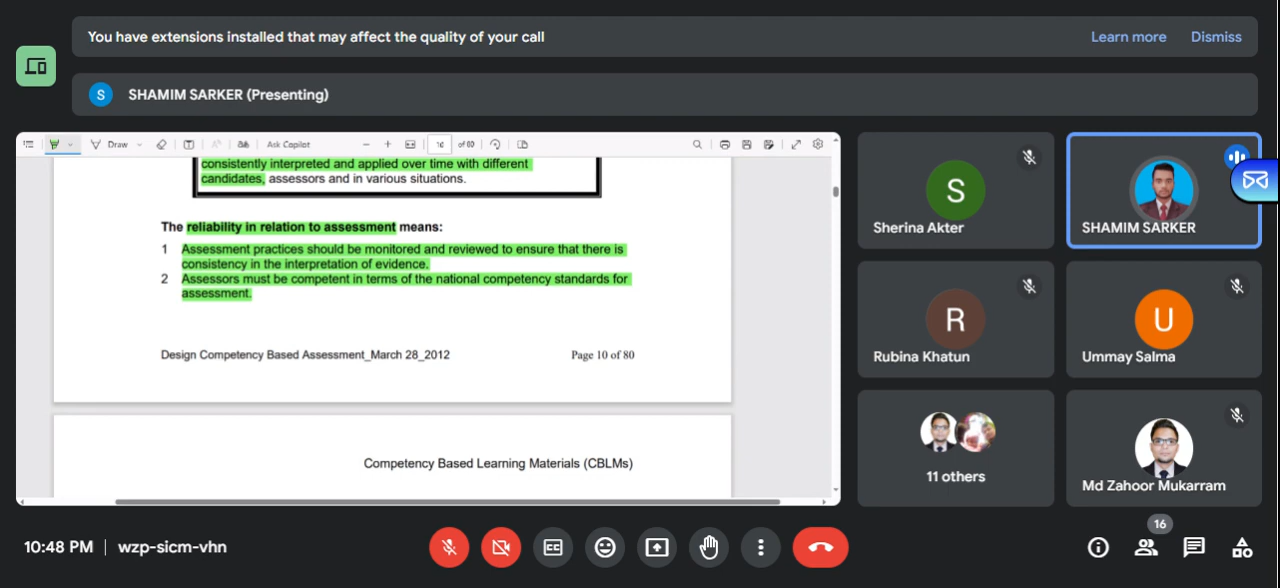 You have extensions installed that may affect the quality of your call
Learn more
Dismiss
S
SHAMIM SARKER (Presenting)
Draw
Ask Copilot
of 80
consistently interpreted and applied over time with different
candidates, assessors and in various situations.
The reliability in relation to assessment means:
1 Assessment practices should be monitored and reviewed to ensure that there is
consistency in the interpretation of evidence.
2 Assessors must be competent in terms of the national competency standards for
assessment.
Design Competency Based Assessment_March 28_2012
Page 10 of 80
Competency Based Learning Materials (CBLMs)
S
Sherina Akter
SHAMIM SARKER
R
Rubina Khatun
U
Ummay Salma
11 others
Md Zahoor Mukarram
10:48 PM
wzp-sicm-vhn
CC
16